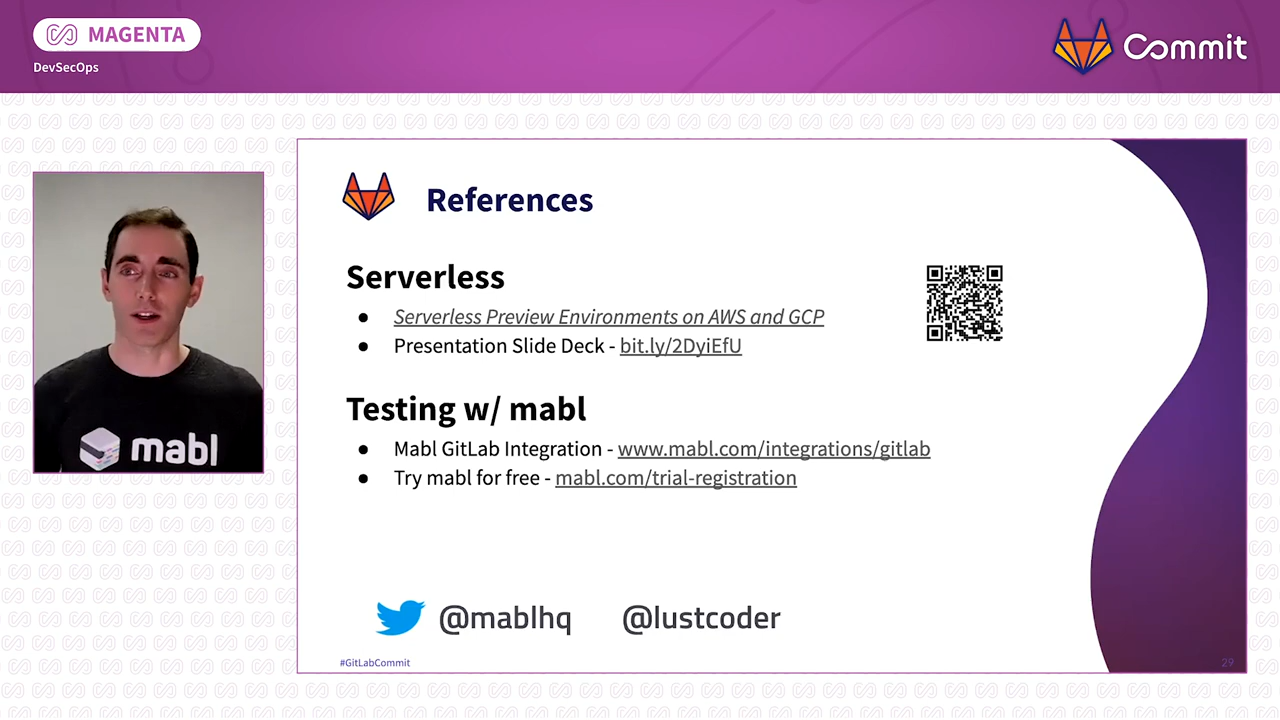 MAGENTA
DevSecOps
Commit
mabl
References
Serverless
● Serverless Preview Environments on AWS and GCP
● Presentation Slide Deck - bit.ly/2DyiEfU
Testing w/ mabl
● Mabl GitLab Integration - www.mabl.com/integrations/gitlab
● Try mabl for free - mabl.com/trial-registration
@mablhq @lustcoder
#GitLabCommit
29